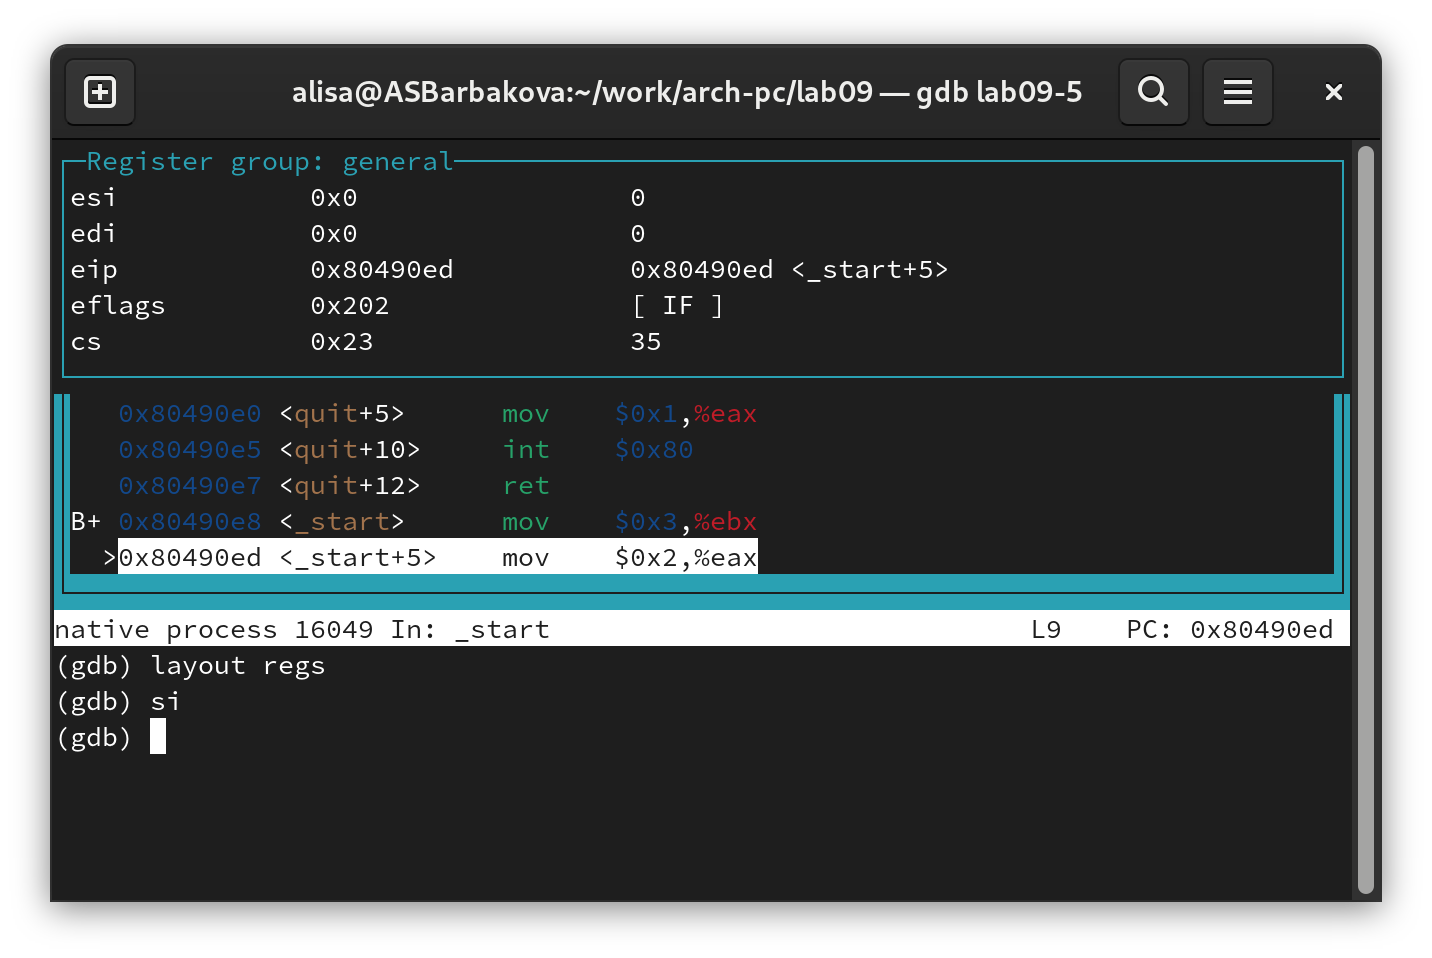 alisa@ASBarbakova:~/work/arch-pc/lab09 — gdb lab09-5
Register group: general
esi 0x0 0
edi 0x0 0
eip 0x80490ed 0x80490ed <_start+5>
eflags 0x202 [ IF ]
cs 0x23 35
0x80490e0 <quit+5> mov $0x1,%eax
0x80490e5 <quit+10> int $0x80
0x80490e7 <quit+12> ret
B+ 0x80490e8 <_start> mov $0x3,%ebx
>0x80490ed <_start+5> mov $0x2,%eax
native process 16049 In: _start L9 PC: 0x80490ed
(gdb) layout regs
(gdb) si
(gdb)